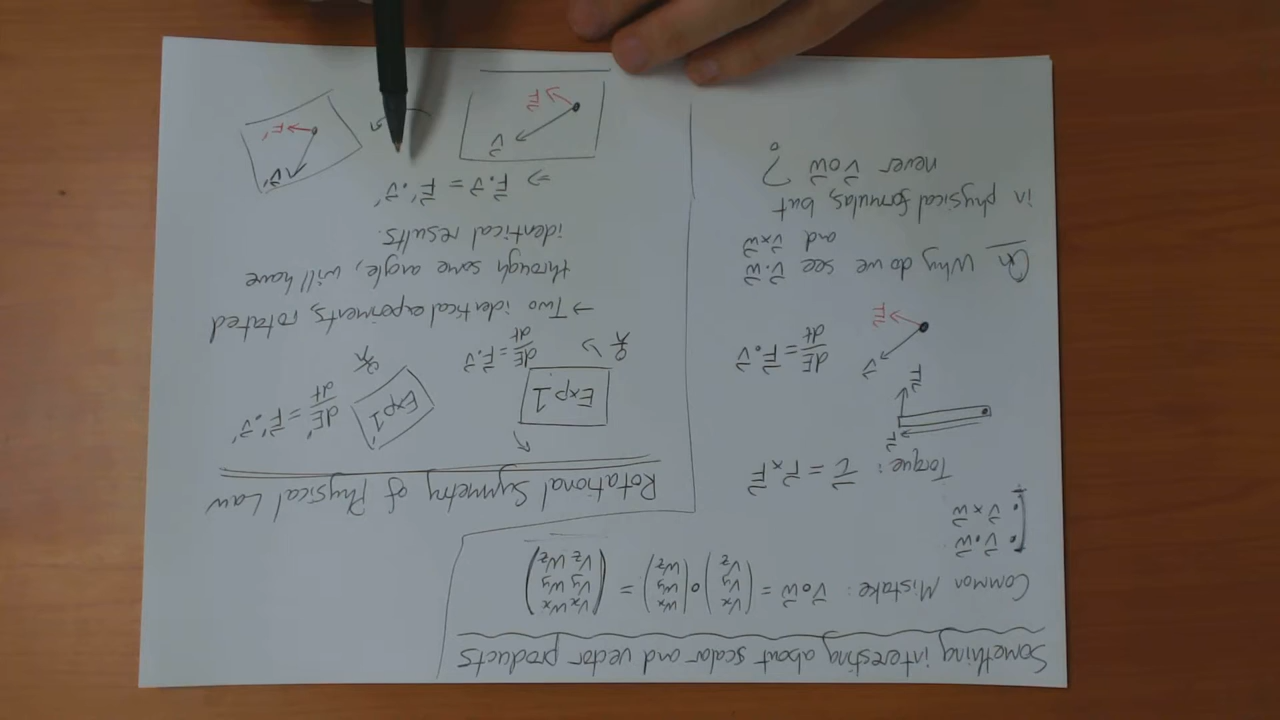 Something interesting about scalar and vector products
Common Mistake: v⃗∘w⃗ = (vx vy vz)∘(wx wy wz) = (vxwx vywy vzwz)
• v⃗·w⃗
• v⃗×w⃗
Torque: τ⃗ = r⃗×F⃗
r⃗
F⃗
v⃗
F⃗
dE/dt = F⃗·v⃗
Qn Why do we see v⃗·w⃗
and v⃗×w⃗
in physical formulas, but
never v⃗∘w⃗ ?
Rotational Symmetry of Physical Law
Exp 1
Exp 1'
dE/dt = F⃗·v⃗
dE'/dt = F⃗'·v⃗'
→ Two identical experiments, rotated
through some angle, will have
identical results.
⇒ F⃗·v⃗ = F⃗'·v⃗'
v⃗
F⃗
v⃗'
F⃗'